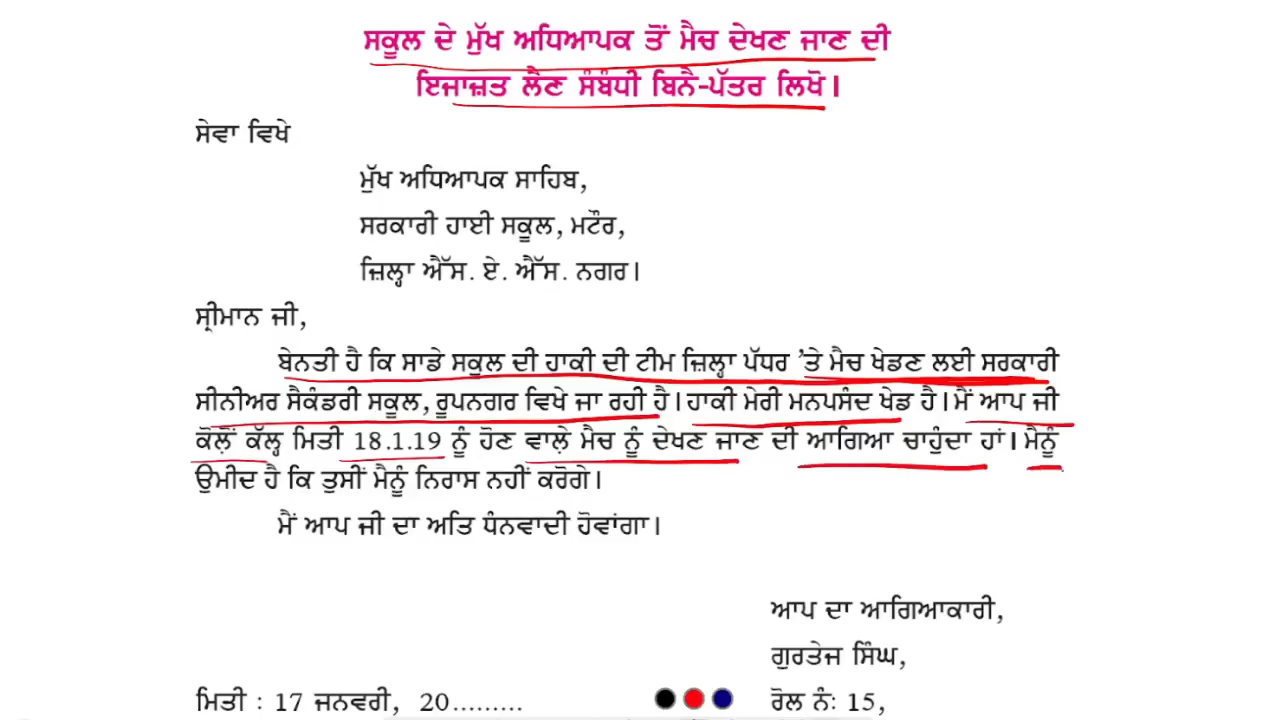 ਸਕੂਲ ਦੇ ਮੁੱਖ ਅਧਿਆਪਕ ਤੋਂ ਮੈਚ ਦੇਖਣ ਜਾਣ ਦੀ
ਇਜਾਜ਼ਤ ਲੈਣ ਸੰਬੰਧੀ ਬਿਨੈ-ਪੱਤਰ ਲਿਖੋ।
ਸੇਵਾ ਵਿਖੇ
ਮੁੱਖ ਅਧਿਆਪਕ ਸਾਹਿਬ,
ਸਰਕਾਰੀ ਹਾਈ ਸਕੂਲ, ਮਟੌਰ,
ਜ਼ਿਲ੍ਹਾ ਐੱਸ. ਏ. ਐੱਸ. ਨਗਰ।
ਸ੍ਰੀਮਾਨ ਜੀ,
ਬੇਨਤੀ ਹੈ ਕਿ ਸਾਡੇ ਸਕੂਲ ਦੀ ਹਾਕੀ ਦੀ ਟੀਮ ਜ਼ਿਲ੍ਹਾ ਪੱਧਰ ’ਤੇ ਮੈਚ ਖੇਡਣ ਲਈ ਸਰਕਾਰੀ
ਸੀਨੀਅਰ ਸੈਕੰਡਰੀ ਸਕੂਲ, ਰੂਪਨਗਰ ਵਿਖੇ ਜਾ ਰਹੀ ਹੈ। ਹਾਕੀ ਮੇਰੀ ਮਨਪਸੰਦ ਖੇਡ ਹੈ। ਮੈਂ ਆਪ ਜੀ
ਕੋਲ਼ੋਂ ਕੱਲ੍ਹ ਮਿਤੀ 18.1.19 ਨੂੰ ਹੋਣ ਵਾਲ਼ੇ ਮੈਚ ਨੂੰ ਦੇਖਣ ਜਾਣ ਦੀ ਆਗਿਆ ਚਾਹੁੰਦਾ ਹਾਂ। ਮੈਨੂੰ
ਉਮੀਦ ਹੈ ਕਿ ਤੁਸੀਂ ਮੈਨੂੰ ਨਿਰਾਸ ਨਹੀਂ ਕਰੋਗੇ।
ਮੈਂ ਆਪ ਜੀ ਦਾ ਅਤਿ ਧੰਨਵਾਦੀ ਹੋਵਾਂਗਾ।
ਆਪ ਦਾ ਆਗਿਆਕਾਰੀ,
ਗੁਰਤੇਜ ਸਿੰਘ,
ਮਿਤੀ : 17 ਜਨਵਰੀ, 20......... ਰੋਲ ਨੰ: 15,